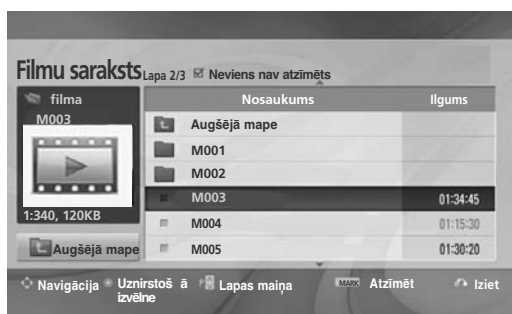 Filmu saraksts Lapa 2/3 Neviens nav atzīmēts
filma
Nosaukums Ilgums
M003
Augšējā mape
M001
M002
M003 01:34:45
1:340, 120KB
M004 01:15:30
Augšējā mape
M005 01:30:20
Navigācija Uznirstoš ā izvēlne P Lapas maiņa MARK Atzīmēt Iziet